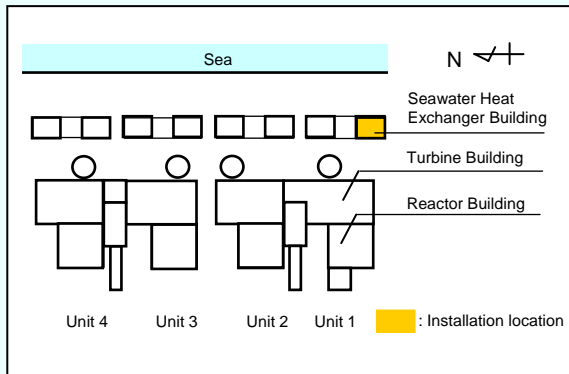 Sea
N
Seawater Heat
Exchanger Building
Turbine Building
Reactor Building
Unit 4
Unit 3
Unit 2
Unit 1
: Installation location